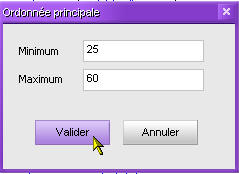 Ordonnée principale
Minimum 25
Maximum 60
Valider Annuler